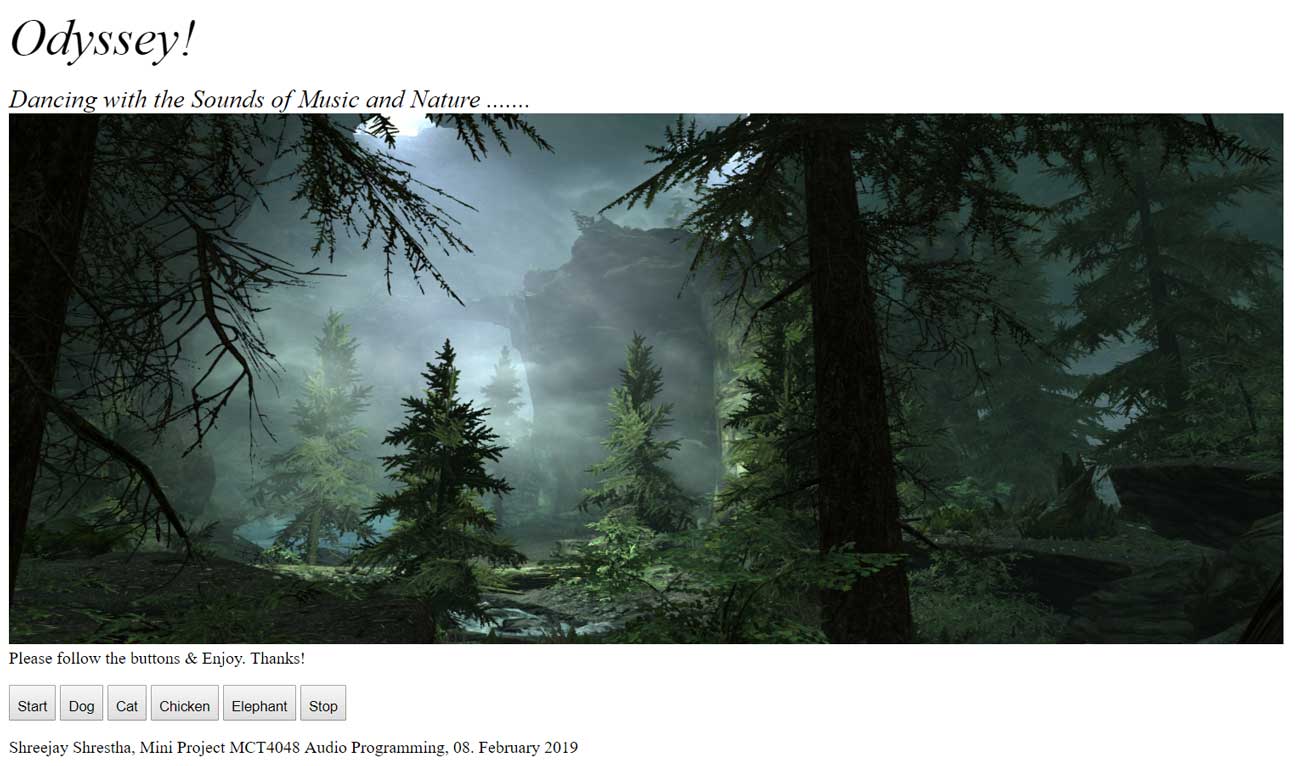 Odyssey!
Dancing with the Sounds of Music and Nature .......
Please follow the buttons & Enjoy. Thanks!
Start Dog Cat Chicken Elephant Stop
Shreejay Shrestha, Mini Project MCT4048 Audio Programming, 08. February 2019